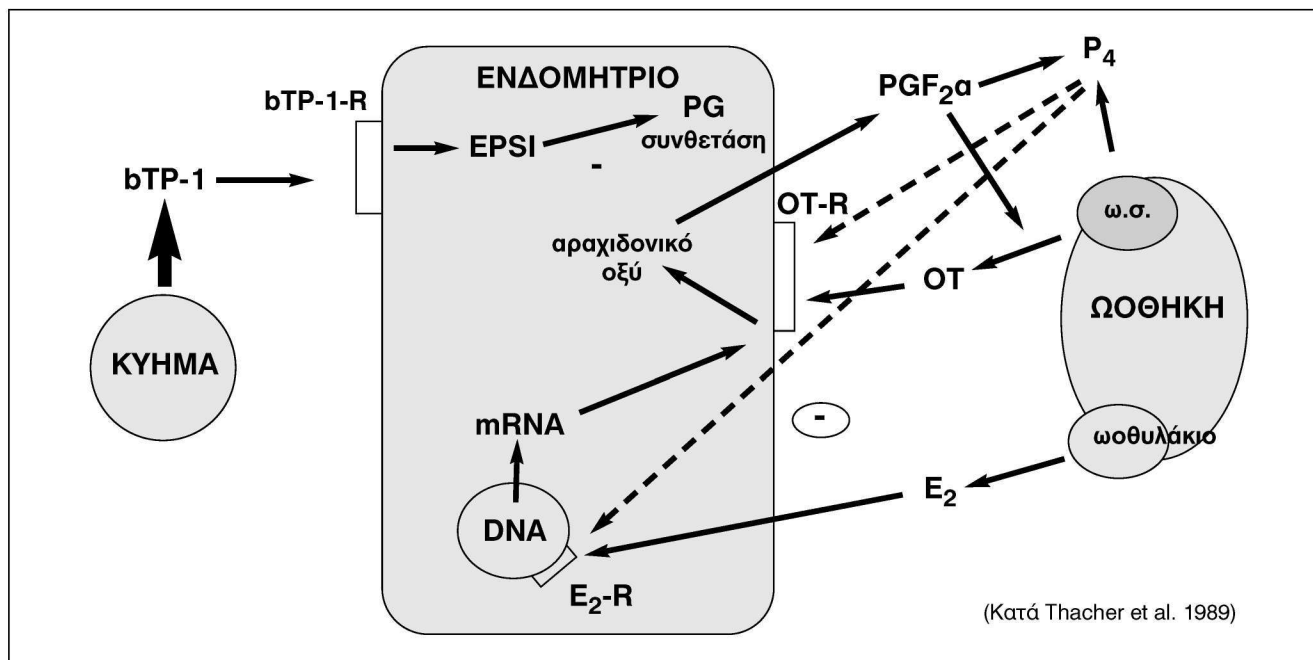 ΕΝΔΟΜΗΤΡΙΟ
bTP-1-R
PG
συνθετάση
EPSI
-
bTP-1
PGF₂α
P₄
OT-R
ω.σ.
αραχιδονικό
οξύ
OT
ΩΟΘΗΚΗ
ΚΥΗΜΑ
mRNA
-
ωοθυλάκιο
E₂
DNA
E₂-R
(Κατά Thacher et al. 1989)